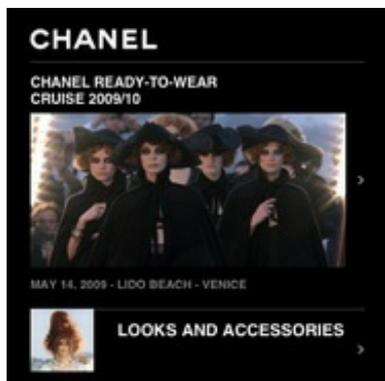 CHANEL
CHANEL READY-TO-WEAR
CRUISE 2009/10
MAY 14, 2009 - LIDO BEACH - VENICE
LOOKS AND ACCESSORIES